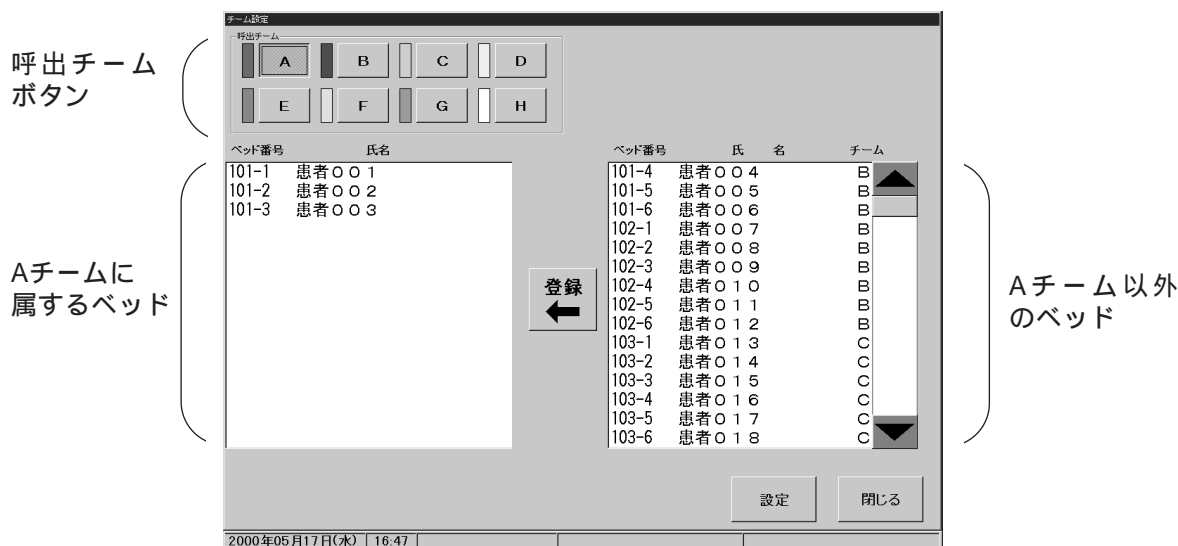 チーム設定
呼出チーム
呼出チーム
ボタン
A B C D
E F G H
ベッド番号 氏名
101-1 患者001
101-2 患者002
101-3 患者003
Aチームに
属するベッド
登録
ベッド番号 氏 名 チーム
101-4 患者004 B
101-5 患者005 B
101-6 患者006 B
102-1 患者007 B
102-2 患者008 B
102-3 患者009 B
102-4 患者010 B
102-5 患者011 B
102-6 患者012 B
103-1 患者013 C
103-2 患者014 C
103-3 患者015 C
103-4 患者016 C
103-5 患者017 C
103-6 患者018 C
Aチーム以外
のベッド
設定 閉じる
2000年05月17日(水) 16:47